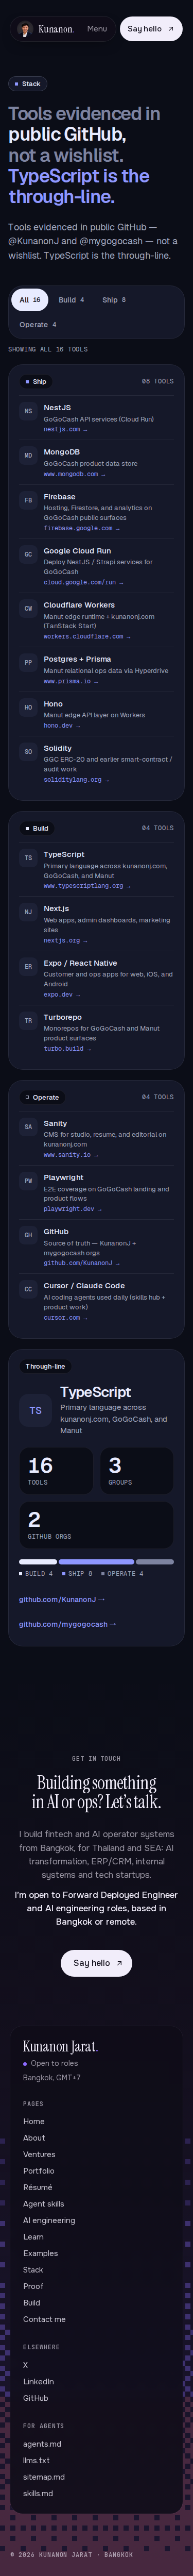 Kunanon
Menu
Say hello ↗
Stack
Tools evidenced in
public GitHub,
not a wishlist.
TypeScript is the
through-line.
Tools evidenced in public GitHub —
@KunanonJ and @mygogocash — not a
wishlist. TypeScript is the through-line.
All 16
Build 4
Ship 8
Operate 4
SHOWING ALL 16 TOOLS
Ship
08 TOOLS
NS
NestJS
GoGoCash API services (Cloud Run)
nestjs.com →
MD
MongoDB
GoGoCash product data store
www.mongodb.com →
FB
Firebase
Hosting, Firestore, and analytics on
GoGoCash public surfaces
firebase.google.com →
GC
Google Cloud Run
Deploy NestJS / Strapi services for
GoGoCash
cloud.google.com/run →
CW
Cloudflare Workers
Manut edge runtime + kunanonj.com
(TanStack Start)
workers.cloudflare.com →
PP
Postgres + Prisma
Manut relational ops data via Hyperdrive
www.prisma.io →
HO
Hono
Manut edge API layer on Workers
hono.dev →
SO
Solidity
GGC ERC-20 and earlier smart-contract /
audit work
soliditylang.org →
Build
04 TOOLS
TS
TypeScript
Primary language across kunanonj.com,
GoGoCash, and Manut
www.typescriptlang.org →
NJ
Next.js
Web apps, admin dashboards, marketing
sites
nextjs.org →
ER
Expo / React Native
Customer and ops apps for web, iOS, and
Android
expo.dev →
TR
Turborepo
Monorepos for GoGoCash and Manut
product surfaces
turbo.build →
Operate
04 TOOLS
SA
Sanity
CMS for studio, resume, and editorial on
kunanonj.com
www.sanity.io →
PW
Playwright
E2E coverage on GoGoCash landing and
product flows
playwright.dev →
GH
GitHub
Source of truth — KunanonJ +
mygogocash orgs
github.com/KunanonJ →
CC
Cursor / Claude Code
AI coding agents used daily (skills hub +
product work)
cursor.com →
Through-line
TS
TypeScript
Primary language across
kunanonj.com, GoGoCash, and
Manut
16
TOOLS
3
GROUPS
2
GITHUB ORGS
BUILD 4
SHIP 8
OPERATE 4
github.com/KunanonJ →
github.com/mygogocash →
GET IN TOUCH
Building something
in AI or ops? Let's talk.
I build fintech and AI operator systems
from Bangkok, for Thailand and SEA: AI
transformation, ERP/CRM, internal
systems and tech startups.
I'm open to Forward Deployed Engineer
and AI engineering roles, based in
Bangkok or remote.
Say hello ↗
Kunanon Jarat.
Open to roles
Bangkok, GMT+7
PAGES
Home
About
Ventures
Portfolio
Résumé
Agent skills
AI engineering
Learn
Examples
Stack
Proof
Build
Contact me
ELSEWHERE
X
LinkedIn
GitHub
FOR AGENTS
agents.md
llms.txt
sitemap.md
skills.md
© 2026 KUNANON JARAT · BANGKOK